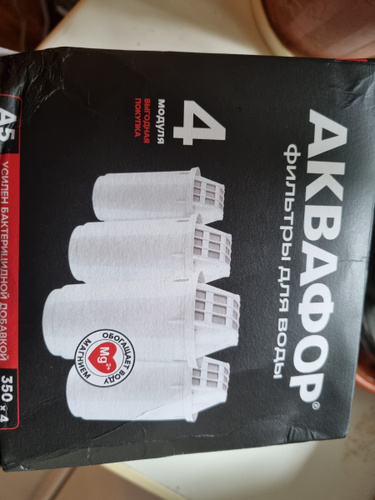 АКВАФОР®
фильтры для воды
4
модуля
ВЫГОДНАЯ
ПОКУПКА
ОБОГАЩАЕТ ВОДУ
Mg²⁺
МАГНИЕМ
А5 УСИЛЕН БАКТЕРИЦИДНОЙ ДОБАВКОЙ 350 x 4